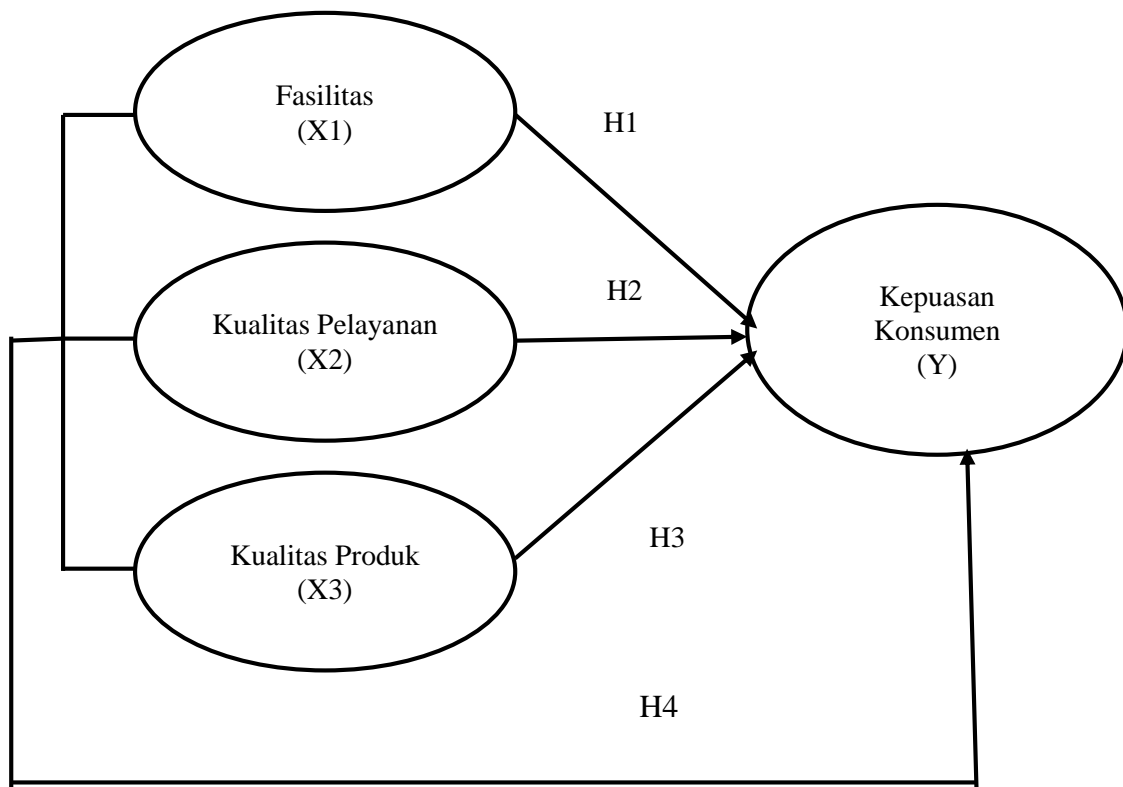 Fasilitas
(X1)
H1
Kualitas Pelayanan
(X2)
H2
Kepuasan
Konsumen
(Y)
Kualitas Produk
(X3)
H3
H4